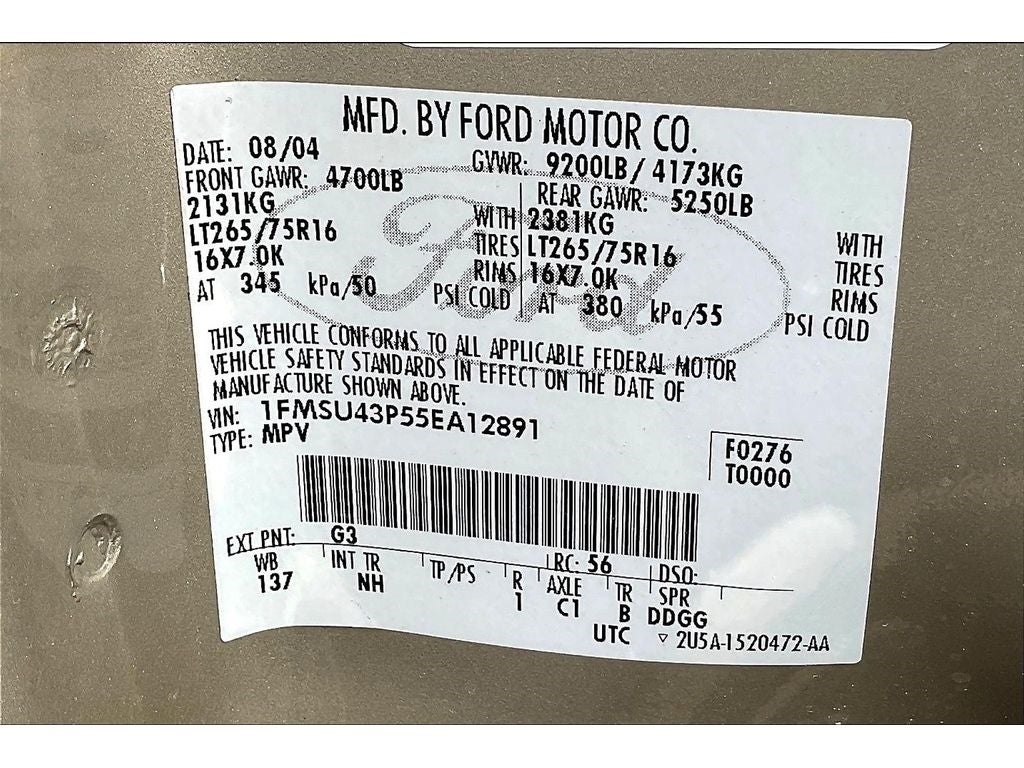 MFD. BY FORD MOTOR CO.
DATE: 08/04 GVWR: 9200LB / 4173KG
FRONT GAWR: 4700LB REAR GAWR: 5250LB
2131KG WITH 2381KG WITH
LT265/75R16 TIRES LT265/75R16 TIRES
16X7.0K RIMS 16X7.0K RIMS
AT 345 kPa/50 PSI COLD AT 380 kPa/55 PSI COLD
Ford
THIS VEHICLE CONFORMS TO ALL APPLICABLE FEDERAL MOTOR
VEHICLE SAFETY STANDARDS IN EFFECT ON THE DATE OF
MANUFACTURE SHOWN ABOVE.
VIN: 1FMSU43P55EA12891
TYPE: MPV
F0276
T0000
EXT PNT: G3 RC: 56 DSO:
WB INT TR TP/PS R AXLE TR SPR
137 NH 1 C1 B DDGG
UTC ▽ 2U5A-1520472-AA